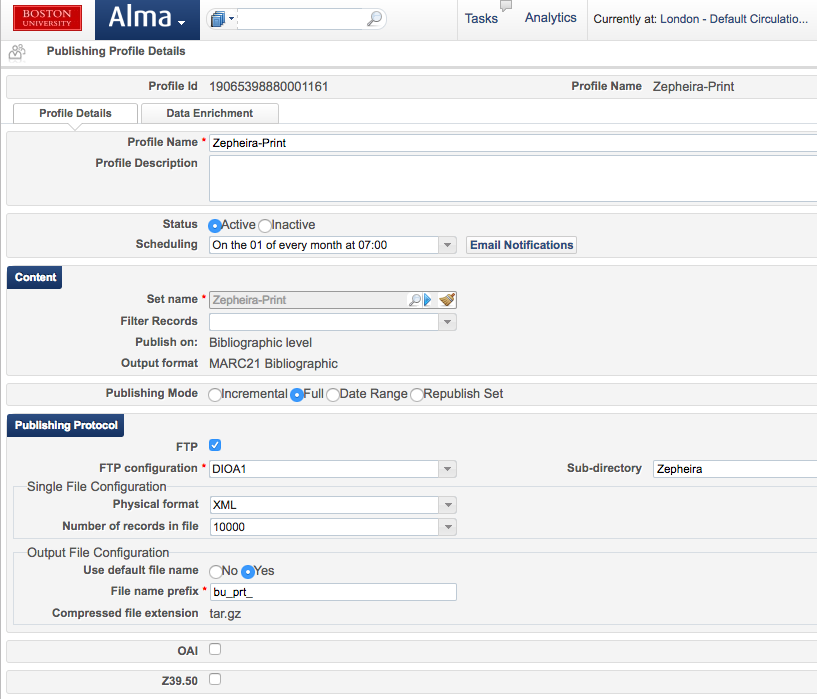 BOSTON
UNIVERSITY
Alma
Tasks
Analytics
Currently at: London - Default Circulatio...
Publishing Profile Details
Profile Id 19065398880001161 Profile Name Zepheira-Print
Profile Details Data Enrichment
Profile Name * Zepheira-Print
Profile Description
Status Active Inactive
Scheduling On the 01 of every month at 07:00 Email Notifications
Content
Set name * Zepheira-Print
Filter Records
Publish on: Bibliographic level
Output format MARC21 Bibliographic
Publishing Mode Incremental Full Date Range Republish Set
Publishing Protocol
FTP
FTP configuration * DIOA1 Sub-directory Zepheira
Single File Configuration
Physical format XML
Number of records in file 10000
Output File Configuration
Use default file name No Yes
File name prefix * bu_prt_
Compressed file extension tar.gz
OAI
Z39.50